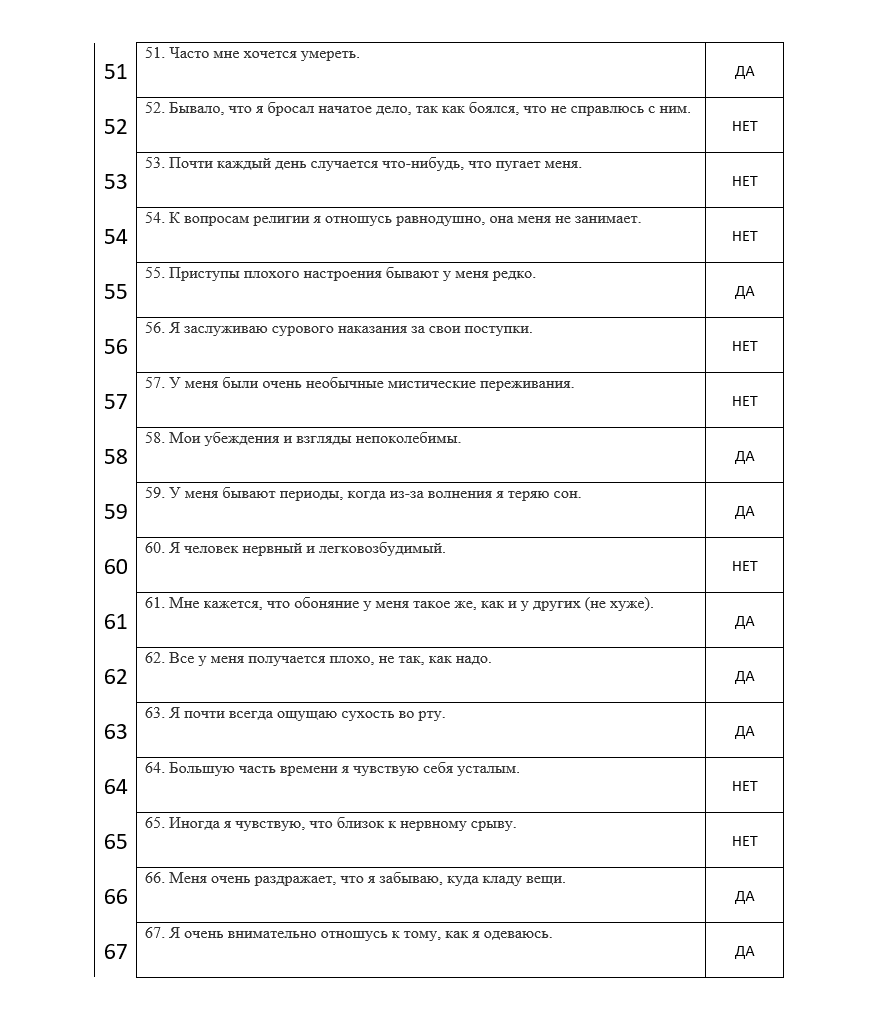 51 51. Часто мне хочется умереть. ДА
52 52. Бывало, что я бросал начатое дело, так как боялся, что не справлюсь с ним. НЕТ
53 53. Почти каждый день случается что-нибудь, что пугает меня. НЕТ
54 54. К вопросам религии я отношусь равнодушно, она меня не занимает. НЕТ
55 55. Приступы плохого настроения бывают у меня редко. ДА
56 56. Я заслуживаю сурового наказания за свои поступки. НЕТ
57 57. У меня были очень необычные мистические переживания. НЕТ
58 58. Мои убеждения и взгляды непоколебимы. ДА
59 59. У меня бывают периоды, когда из-за волнения я теряю сон. ДА
60 60. Я человек нервный и легковозбудимый. НЕТ
61 61. Мне кажется, что обоняние у меня такое же, как и у других (не хуже). ДА
62 62. Все у меня получается плохо, не так, как надо. ДА
63 63. Я почти всегда ощущаю сухость во рту. ДА
64 64. Большую часть времени я чувствую себя усталым. НЕТ
65 65. Иногда я чувствую, что близок к нервному срыву. НЕТ
66 66. Меня очень раздражает, что я забываю, куда кладу вещи. ДА
67 67. Я очень внимательно отношусь к тому, как я одеваюсь. ДА